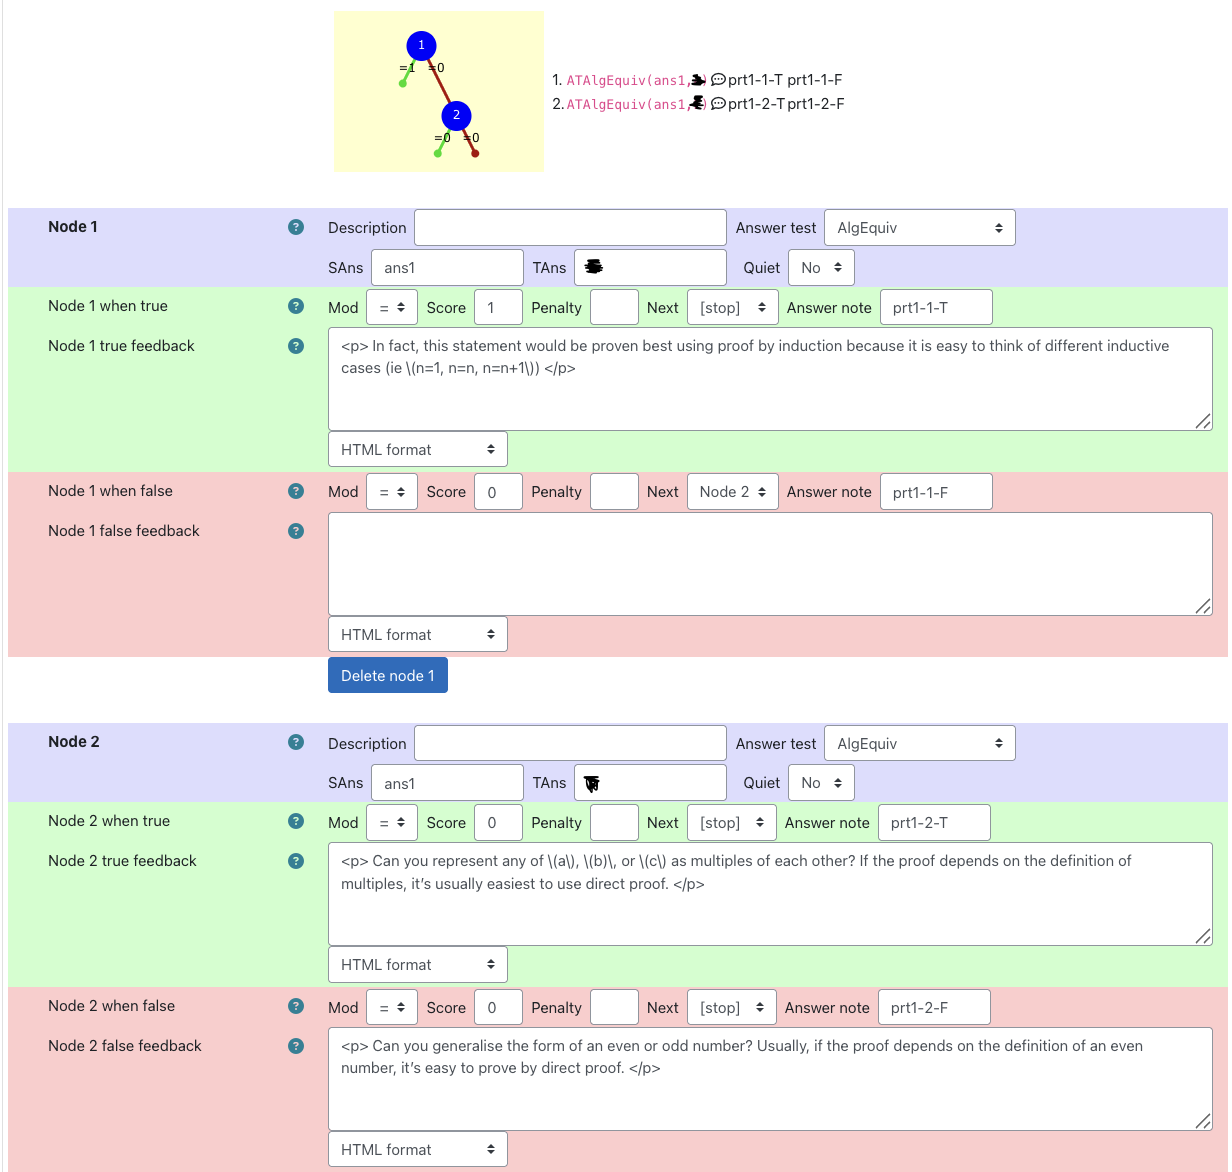 1
=1 =0
2
=0 =0
1. ATAlgEquiv(ans1, ) prt1-1-T prt1-1-F
2. ATAlgEquiv(ans1, ) prt1-2-T prt1-2-F
Node 1 ? Description Answer test AlgEquiv
SAns ans1 TAns Quiet No
Node 1 when true ? Mod = Score 1 Penalty Next [stop] Answer note prt1-1-T
Node 1 true feedback ? <p> In fact, this statement would be proven best using proof by induction because it is easy to think of different inductive
cases (ie \(n=1, n=n, n=n+1\)) </p>
HTML format
Node 1 when false ? Mod = Score 0 Penalty Next Node 2 Answer note prt1-1-F
Node 1 false feedback ?
HTML format
Delete node 1
Node 2 ? Description Answer test AlgEquiv
SAns ans1 TAns Quiet No
Node 2 when true ? Mod = Score 0 Penalty Next [stop] Answer note prt1-2-T
Node 2 true feedback ? <p> Can you represent any of \(a\), \(b)\, or \(c\) as multiples of each other? If the proof depends on the definition of
multiples, it’s usually easiest to use direct proof. </p>
HTML format
Node 2 when false ? Mod = Score 0 Penalty Next [stop] Answer note prt1-2-F
Node 2 false feedback ? <p> Can you generalise the form of an even or odd number? Usually, if the proof depends on the definition of an even
number, it’s easy to prove by direct proof. </p>
HTML format